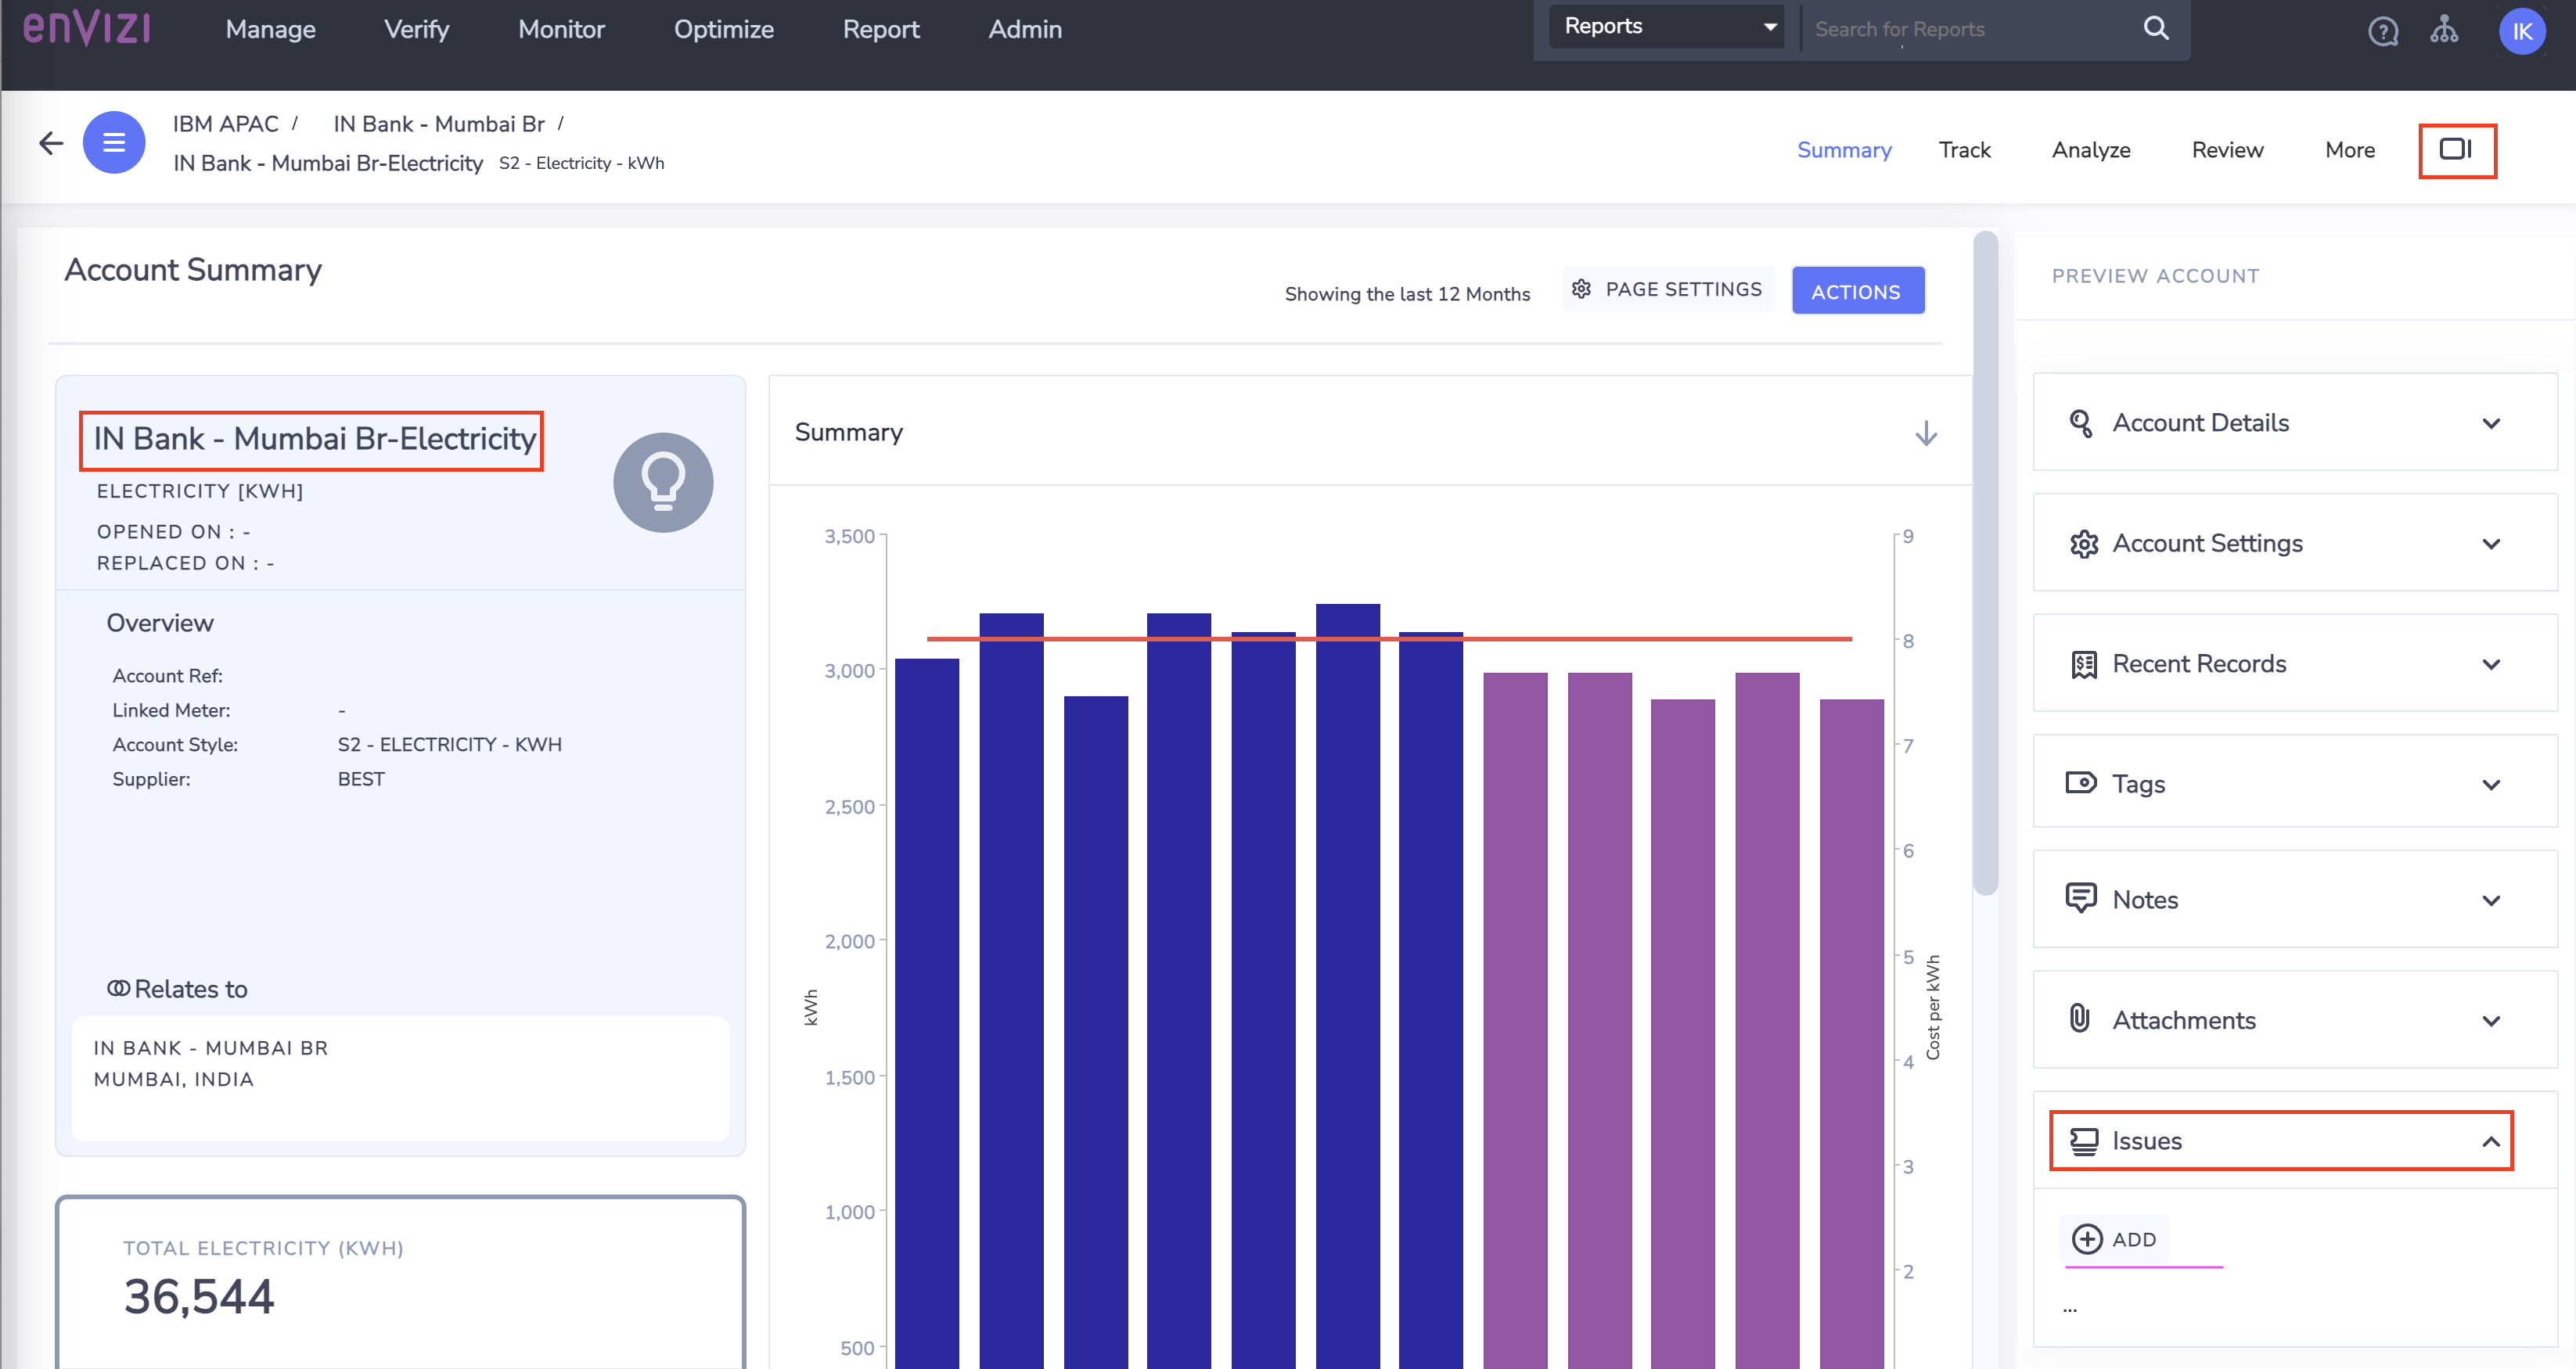 enVizi
Manage Verify Monitor Optimize Report Admin
Reports
Search for Reports
IK
IBM APAC / IN Bank - Mumbai Br /
IN Bank - Mumbai Br-Electricity S2 - Electricity - kWh
Summary Track Analyze Review More
Account Summary
Showing the last 12 Months
PAGE SETTINGS
ACTIONS
IN Bank - Mumbai Br-Electricity
ELECTRICITY [KWH]
OPENED ON : -
REPLACED ON : -
Overview
Account Ref:
Linked Meter: -
Account Style: S2 - ELECTRICITY - KWH
Supplier: BEST
Relates to
IN BANK - MUMBAI BR
MUMBAI, INDIA
TOTAL ELECTRICITY (KWH)
36,544
Summary
3,500
3,000
2,500
2,000
1,500
1,000
500
kWh
9
8
7
6
5
4
3
2
Cost per kWh
PREVIEW ACCOUNT
Account Details
Account Settings
Recent Records
Tags
Notes
Attachments
Issues
ADD
...